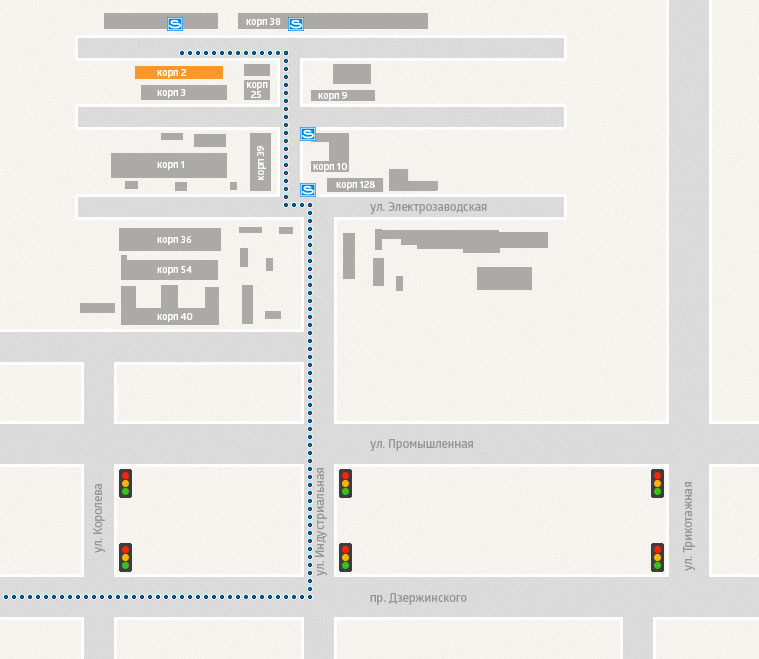 S
S
корп 38
корп 2
корп 3
корп
25
корп 9
S
корп 39
корп 10
корп 1
S
корп 128
ул. Электрозаводская
корп 36
корп 54
корп 40
ул. Промышленная
ул. Королева
ул. Индустриальная
ул. Трикотажная
пр. Дзержинского